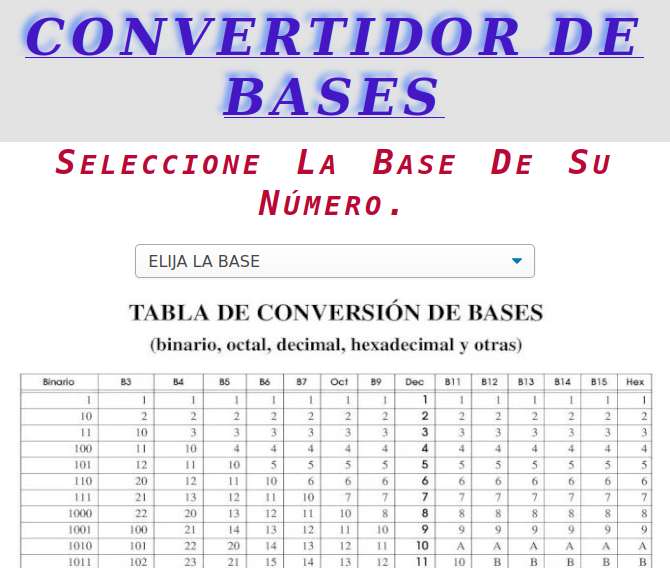 CONVERTIDOR DE
BASES
Seleccione La Base De Su
Número.
ELIJA LA BASE
TABLA DE CONVERSIÓN DE BASES
(binario, octal, decimal, hexadecimal y otras)
Binario B3 B4 B5 B6 B7 Oct B9 Dec B11 B12 B13 B14 B15 Hex
1 1 1 1 1 1 1 1 1 1 1 1 1 1 1
10 2 2 2 2 2 2 2 2 2 2 2 2 2 2
11 10 3 3 3 3 3 3 3 3 3 3 3 3 3
100 11 10 4 4 4 4 4 4 4 4 4 4 4 4
101 12 11 10 5 5 5 5 5 5 5 5 5 5 5
110 20 12 11 10 6 6 6 6 6 6 6 6 6 6
111 21 13 12 11 10 7 7 7 7 7 7 7 7 7
1000 22 20 13 12 11 10 8 8 8 8 8 8 8 8
1001 100 21 14 13 12 11 10 9 9 9 9 9 9 9
1010 101 22 20 14 13 12 11 10 A A A A A A
1011 102 23 21 15 14 13 12 11 10 B B B B B